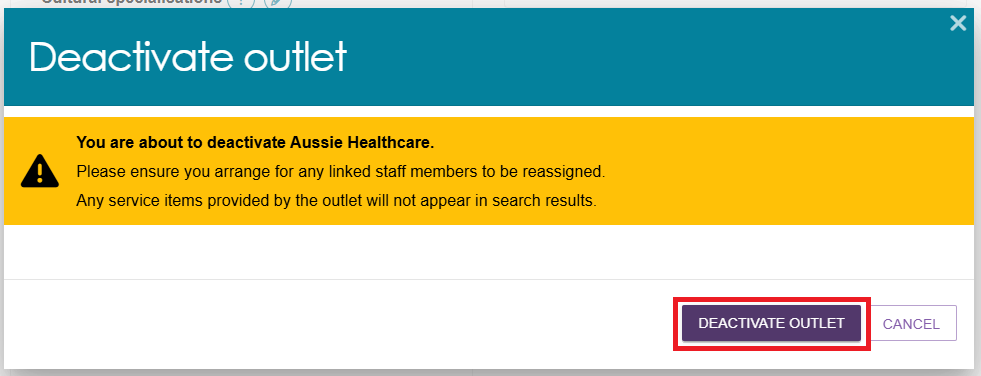 Cultural specialisations
Deactivate outlet
You are about to deactivate Aussie Healthcare.
Please ensure you arrange for any linked staff members to be reassigned.
Any service items provided by the outlet will not appear in search results.
DEACTIVATE OUTLET
CANCEL